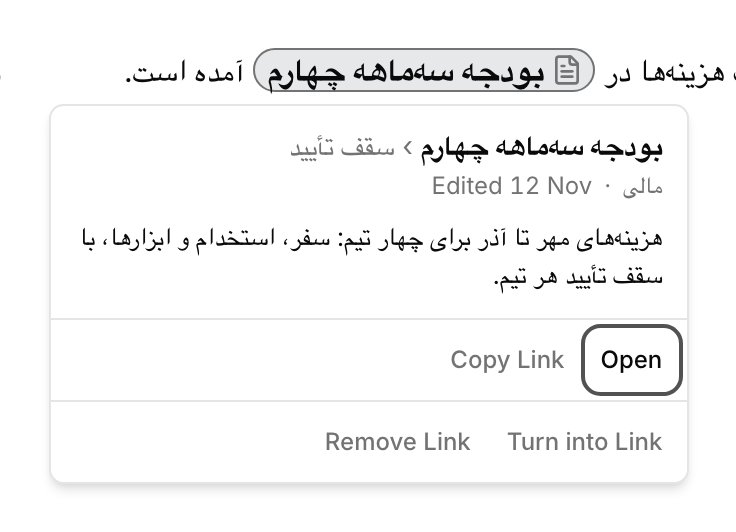 هزینه‌ها در بودجه سه‌ماهه چهارم آمده است.
بودجه سه‌ماهه چهارم › سقف تأیید
مالی · Edited 12 Nov
هزینه‌های مهر تا آذر برای چهار تیم: سفر، استخدام و ابزارها، با
سقف تأیید هر تیم.
Open Copy Link
Turn into Link Remove Link